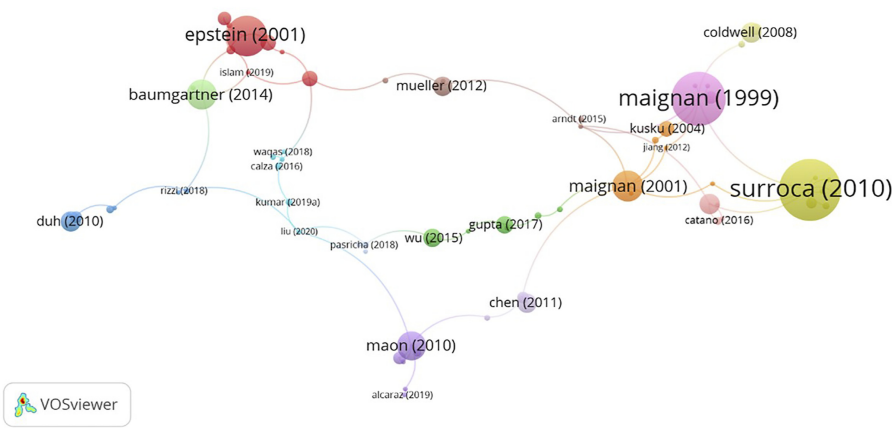 epstein (2001)
coldwell (2008)
islam (2019)
mueller (2012)
baumgartner (2014)
maignan (1999)
arndt (2015)
kusku (2004)
jiang (2012)
waqas (2018)
calza (2016)
maignan (2001)
surroca (2010)
rizzi (2018)
kumar (2019a)
duh (2010)
catano (2016)
gupta (2017)
liu (2020)
wu (2015)
pasricha (2018)
chen (2011)
maon (2010)
alcaraz (2019)
VOSviewer